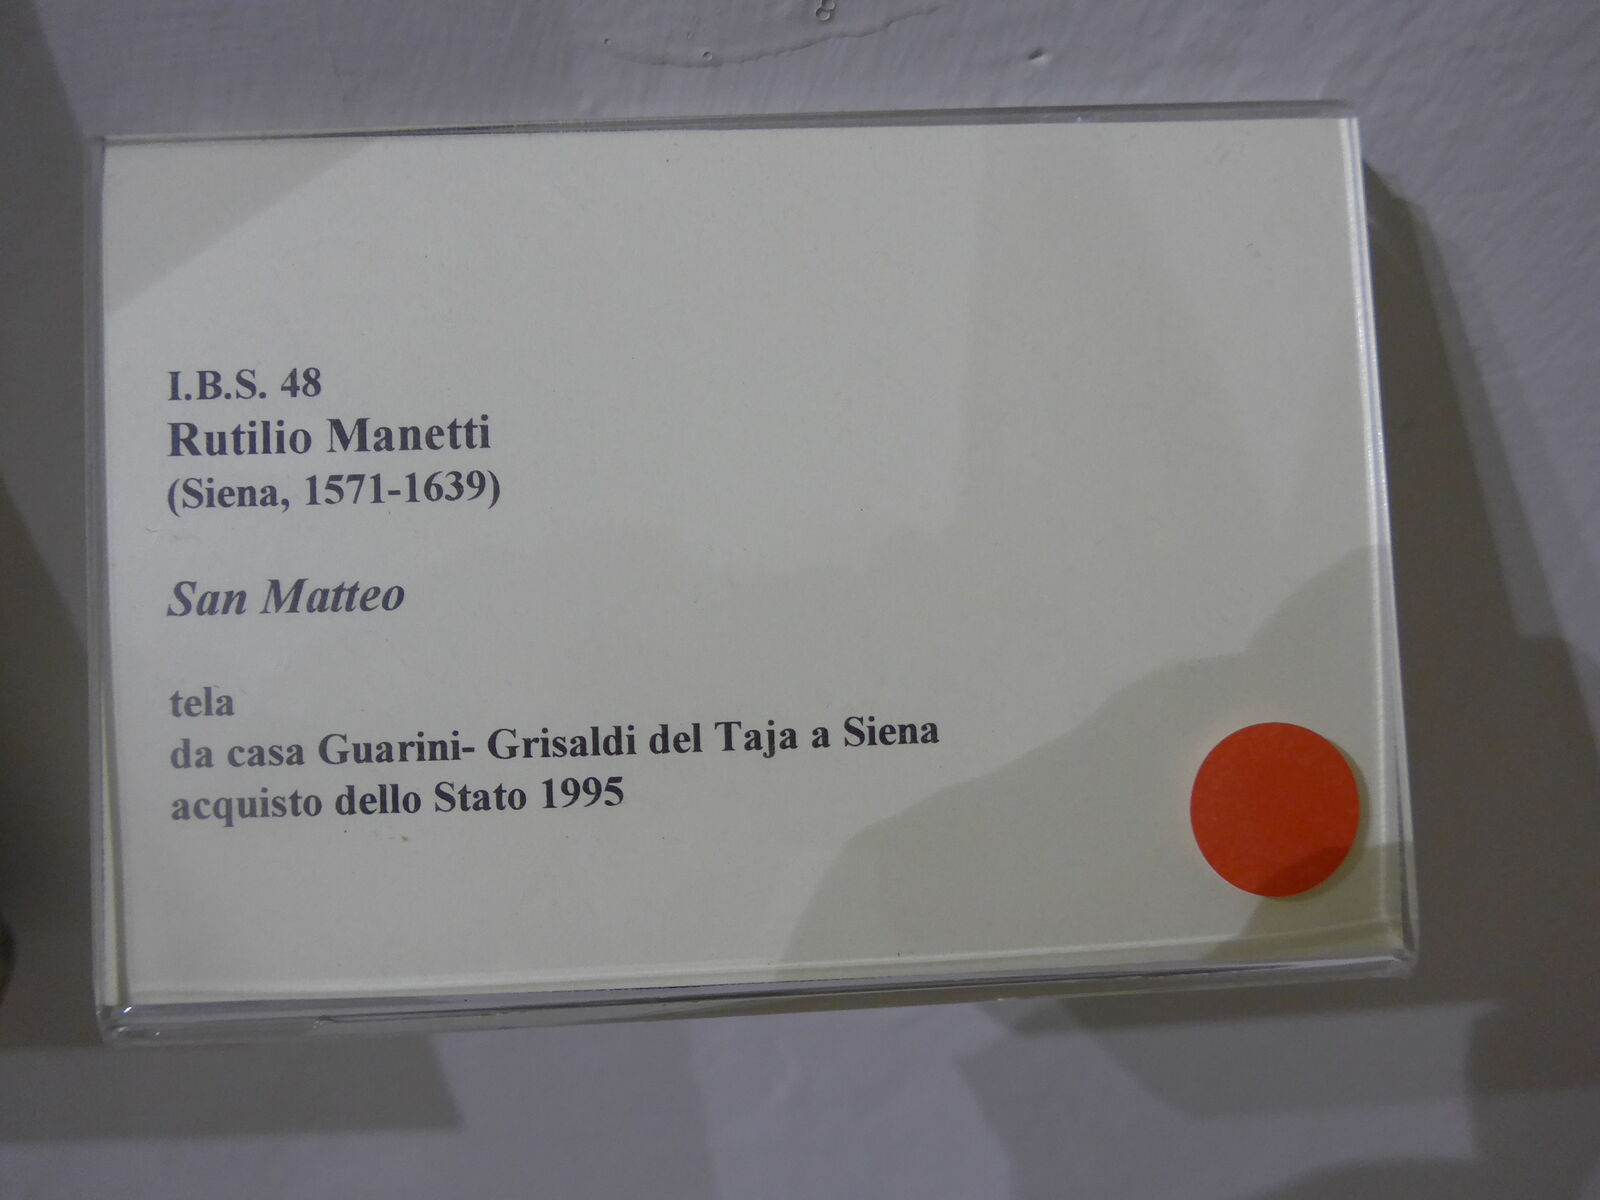 I.B.S. 48
Rutilio Manetti
(Siena, 1571-1639)
San Matteo
tela
da casa Guarini- Grisaldi del Taja a Siena
acquisto dello Stato 1995